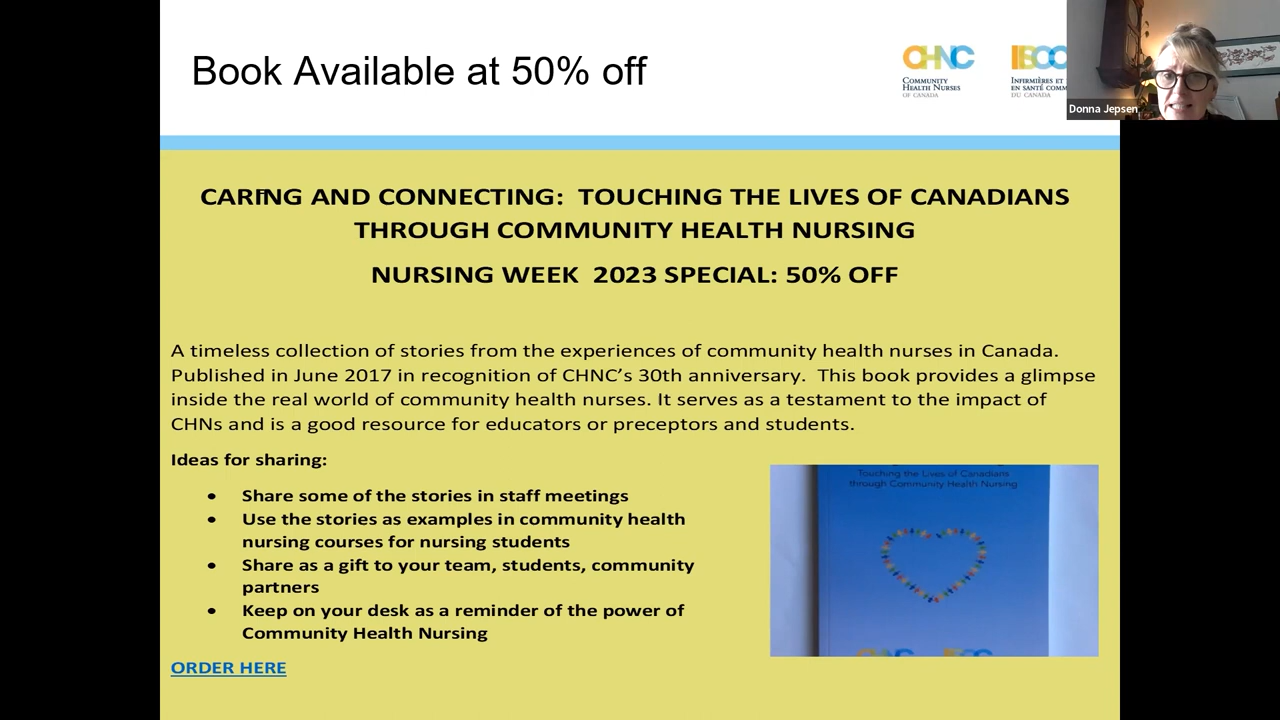 Book Available at 50% off
CHNC
COMMUNITY
HEALTH NURSES
OF CANADA
INFIRMIÈRES ET
EN SANTÉ COMM
DU CANADA
Donna Jepsen
CARING AND CONNECTING: TOUCHING THE LIVES OF CANADIANS
THROUGH COMMUNITY HEALTH NURSING
NURSING WEEK 2023 SPECIAL: 50% OFF
A timeless collection of stories from the experiences of community health nurses in Canada.
Published in June 2017 in recognition of CHNC’s 30th anniversary. This book provides a glimpse
inside the real world of community health nurses. It serves as a testament to the impact of
CHNs and is a good resource for educators or preceptors and students.
Ideas for sharing:
• Share some of the stories in staff meetings
• Use the stories as examples in community health
nursing courses for nursing students
• Share as a gift to your team, students, community
partners
• Keep on your desk as a reminder of the power of
Community Health Nursing
ORDER HERE
Touching the Lives of Canadians
through Community Health Nursing